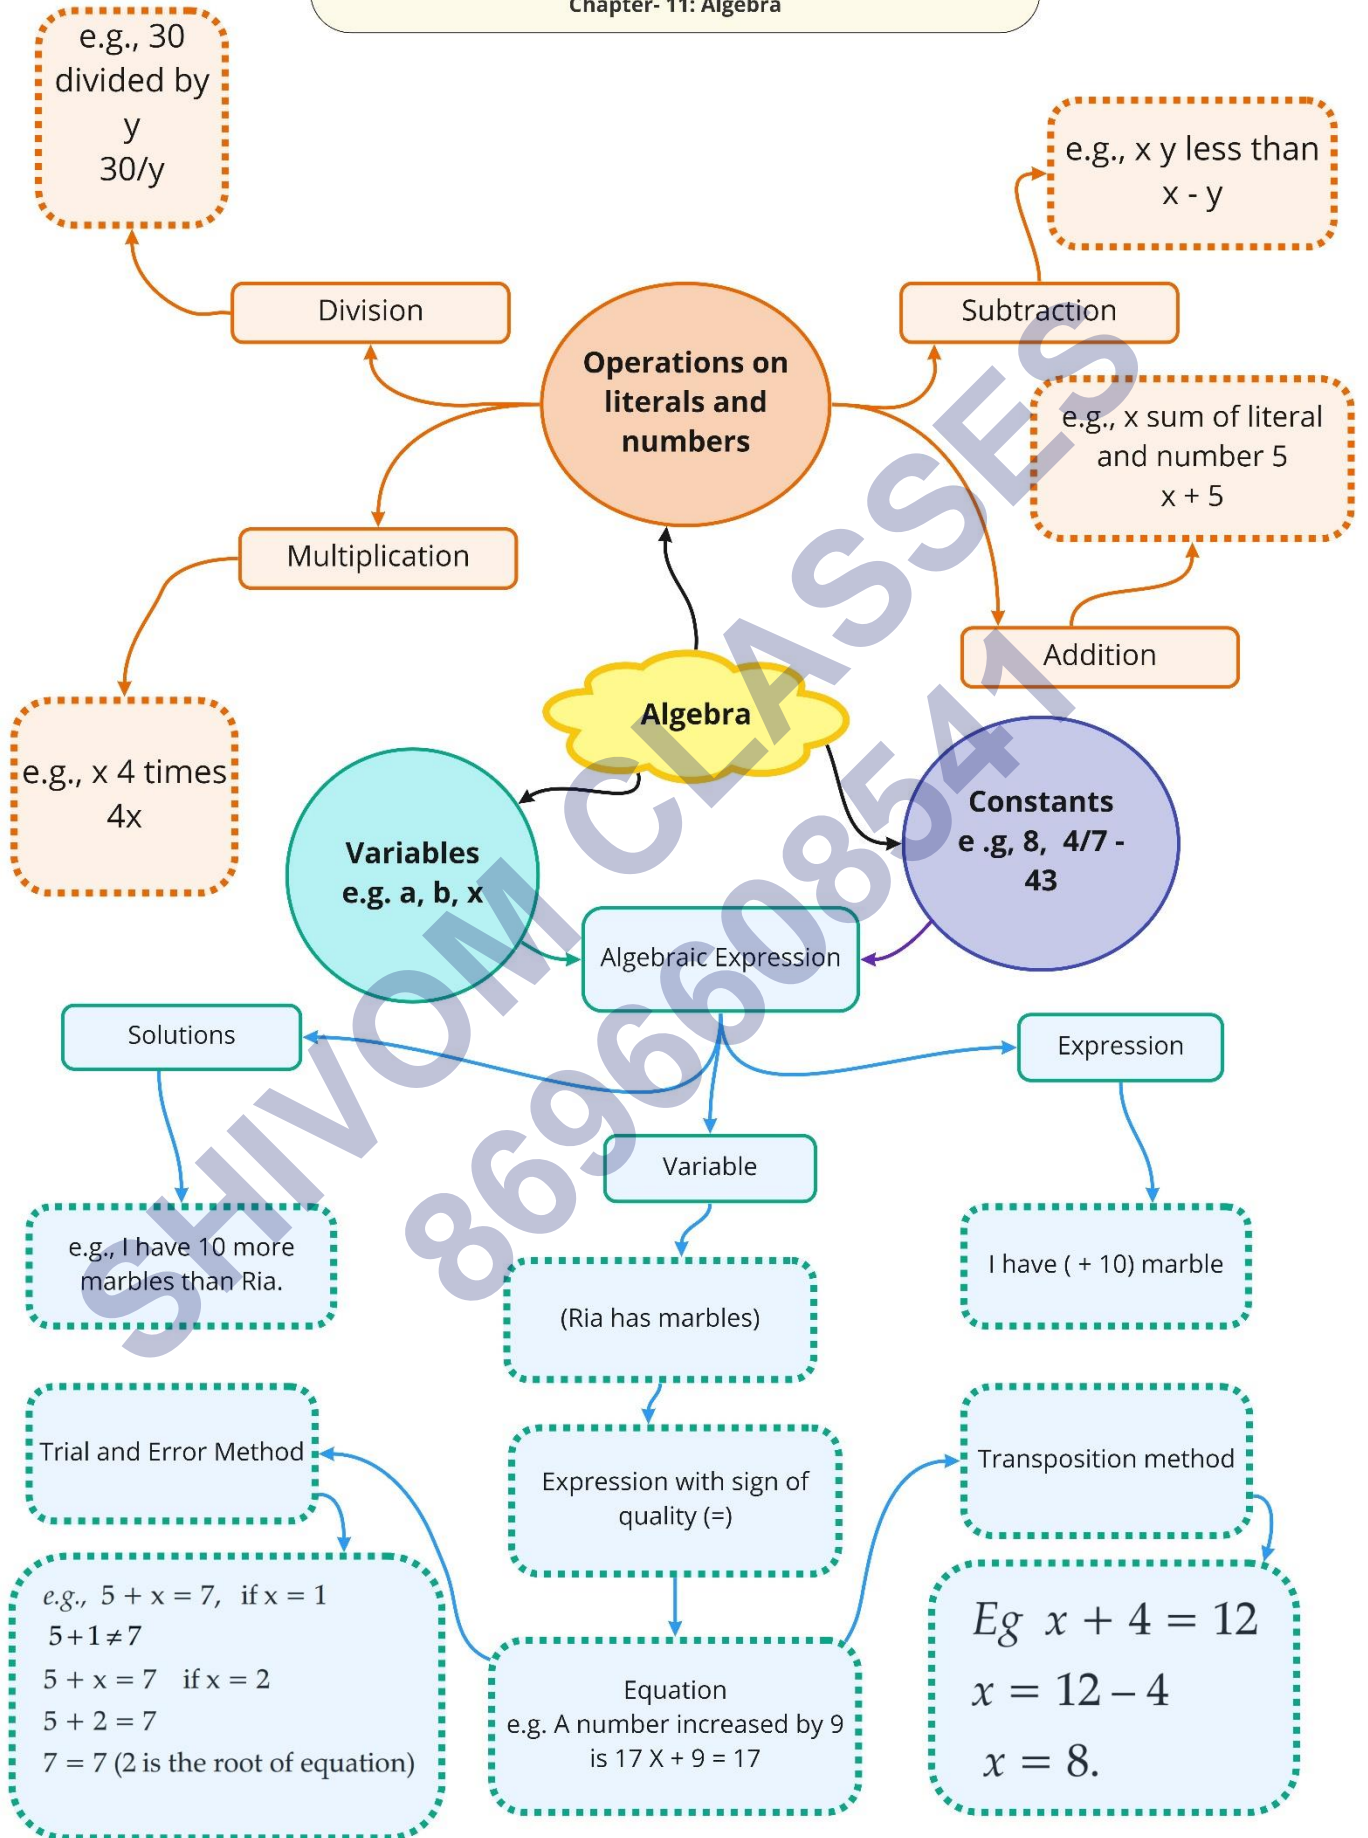 Chapter- 11: Algebra
e.g., 30
divided by
y
30/y
e.g., x y less than
x - y
Division
Subtraction
Operations on
literals and
numbers
e.g., x sum of literal
and number 5
x + 5
Multiplication
Addition
Algebra
e.g., x 4 times
4x
Variables
e.g. a, b, x
Constants
e .g, 8, 4/7 -
43
Algebraic Expression
Solutions
Expression
Variable
e.g., I have 10 more
marbles than Ria.
(Ria has marbles)
I have ( + 10) marble
Trial and Error Method
Expression with sign of
quality (=)
Transposition method
e.g., 5 + x = 7, if x = 1
5+1≠7
5 + x = 7 if x = 2
5 + 2 = 7
7 = 7 (2 is the root of equation)
Equation
e.g. A number increased by 9
is 17 X + 9 = 17
Eg x + 4 = 12
x = 12 – 4
x = 8.
SHIVOM CLASSES
8696608541